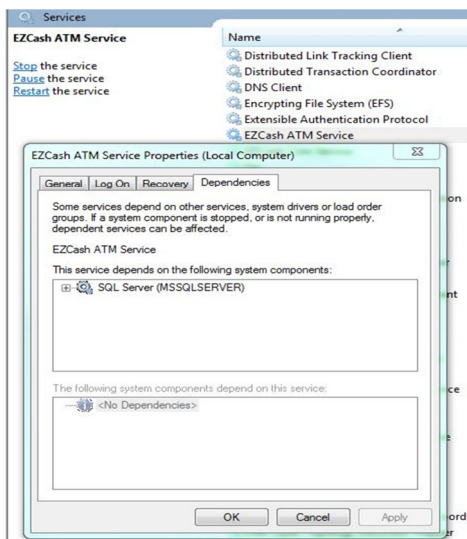 Services
EZCash ATM Service
Stop the service
Pause the service
Restart the service
Name
Distributed Link Tracking Client
Distributed Transaction Coordinator
DNS Client
Encrypting File System (EFS)
Extensible Authentication Protocol
EZCash ATM Service
EZCash ATM Service Properties (Local Computer)
General
Log On
Recovery
Dependencies
Some services depend on other services, system drivers or load order
groups. If a system component is stopped, or is not running properly,
dependent services can be affected.
EZCash ATM Service
This service depends on the following system components:
SQL Server (MSSQLSERVER)
The following system components depend on this service:
<No Dependencies>
OK
Cancel
Apply